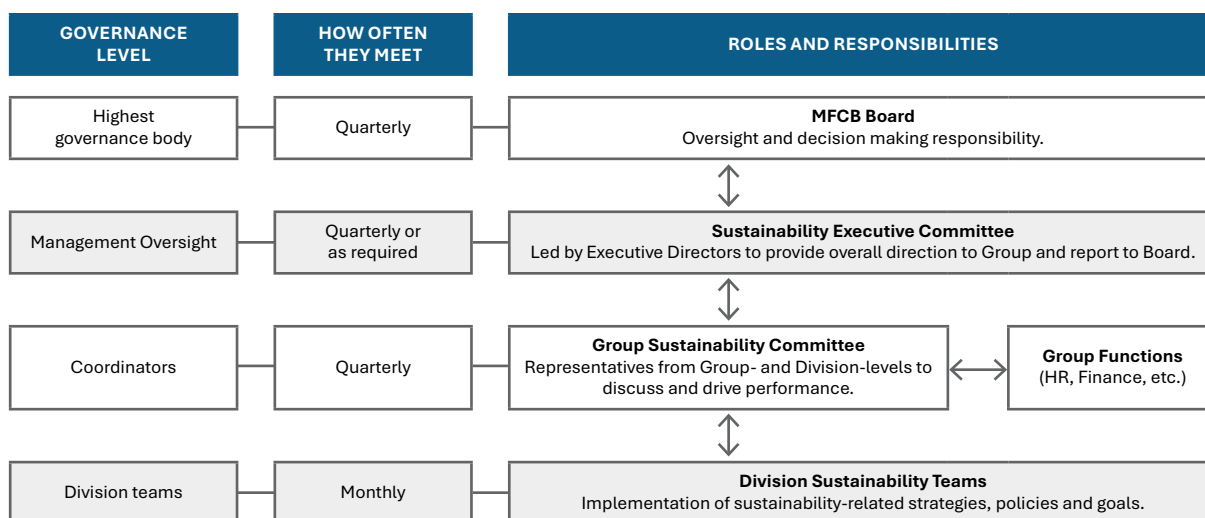 GOVERNANCE
LEVEL
HOW OFTEN
THEY MEET
ROLES AND RESPONSIBILITIES
Highest
governance body
Quarterly
MFCB Board
Oversight and decision making responsibility.
Management Oversight
Quarterly or
as required
Sustainability Executive Committee
Led by Executive Directors to provide overall direction to Group and report to Board.
Coordinators
Quarterly
Group Sustainability Committee
Representatives from Group- and Division-levels to
discuss and drive performance.
Group Functions
(HR, Finance, etc.)
Division teams
Monthly
Division Sustainability Teams
Implementation of sustainability-related strategies, policies and goals.